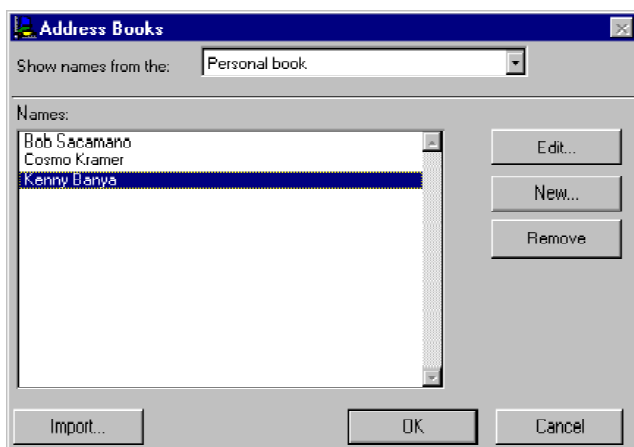 Address Books
Show names from the: Personal book
Names:
Bob Sacamano
Cosmo Kramer
Kenny Banya
Edit...
New...
Remove
Import... OK Cancel